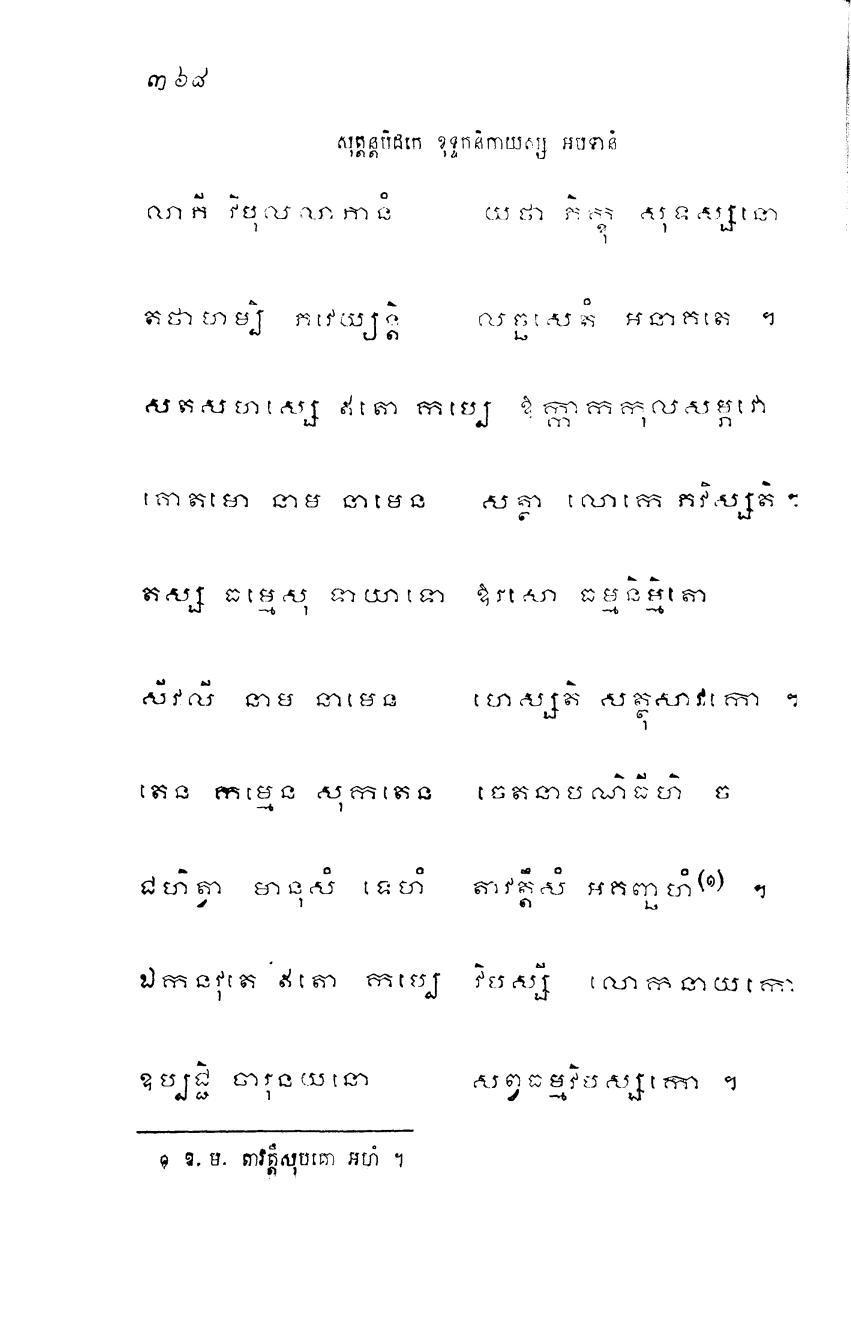 ៣៦៨
សុត្តន្តបិដកេ ខុទ្ទកនិកាយស្ស អបទានំ
លាភី វិបុលលាភានំ យថា ភិក្ខុ សុទស្សនោ
តថាហម្បិ ភវេយ្យន្តិ លច្ឆសេតំ អនាគតេ ។
សតសហស្សេ ឥតោ កប្បេ ឱក្កាកកុលសម្ភវោ
គោតមោ នាម នាមេន សត្ថា លោកេ ភវិស្សតិ ។
តស្ស ធម្មេសុ ទាយាទោ ឱរសោ ធម្មនិម្មិតោ
សីវលី នាម នាមេន ហេស្សតិ សត្ថុសាវកោ ។
តេន កម្មេន សុកតេន ចេតនាបណិធីហិ ច
ជហិត្វា មានុសំ ទេហំ តាវត្តឹសំ អគញ្ឆហំ(១) ។
ឯកនវុតេ ឥតោ កប្បេ វិបស្សី លោកនាយកោ
ឧប្បជ្ជិ ចារុនយនោ សព្វធម្មវិបស្សកោ ។
១ ឱ. ម. តាវត្តឹសុបគោ អហំ ។